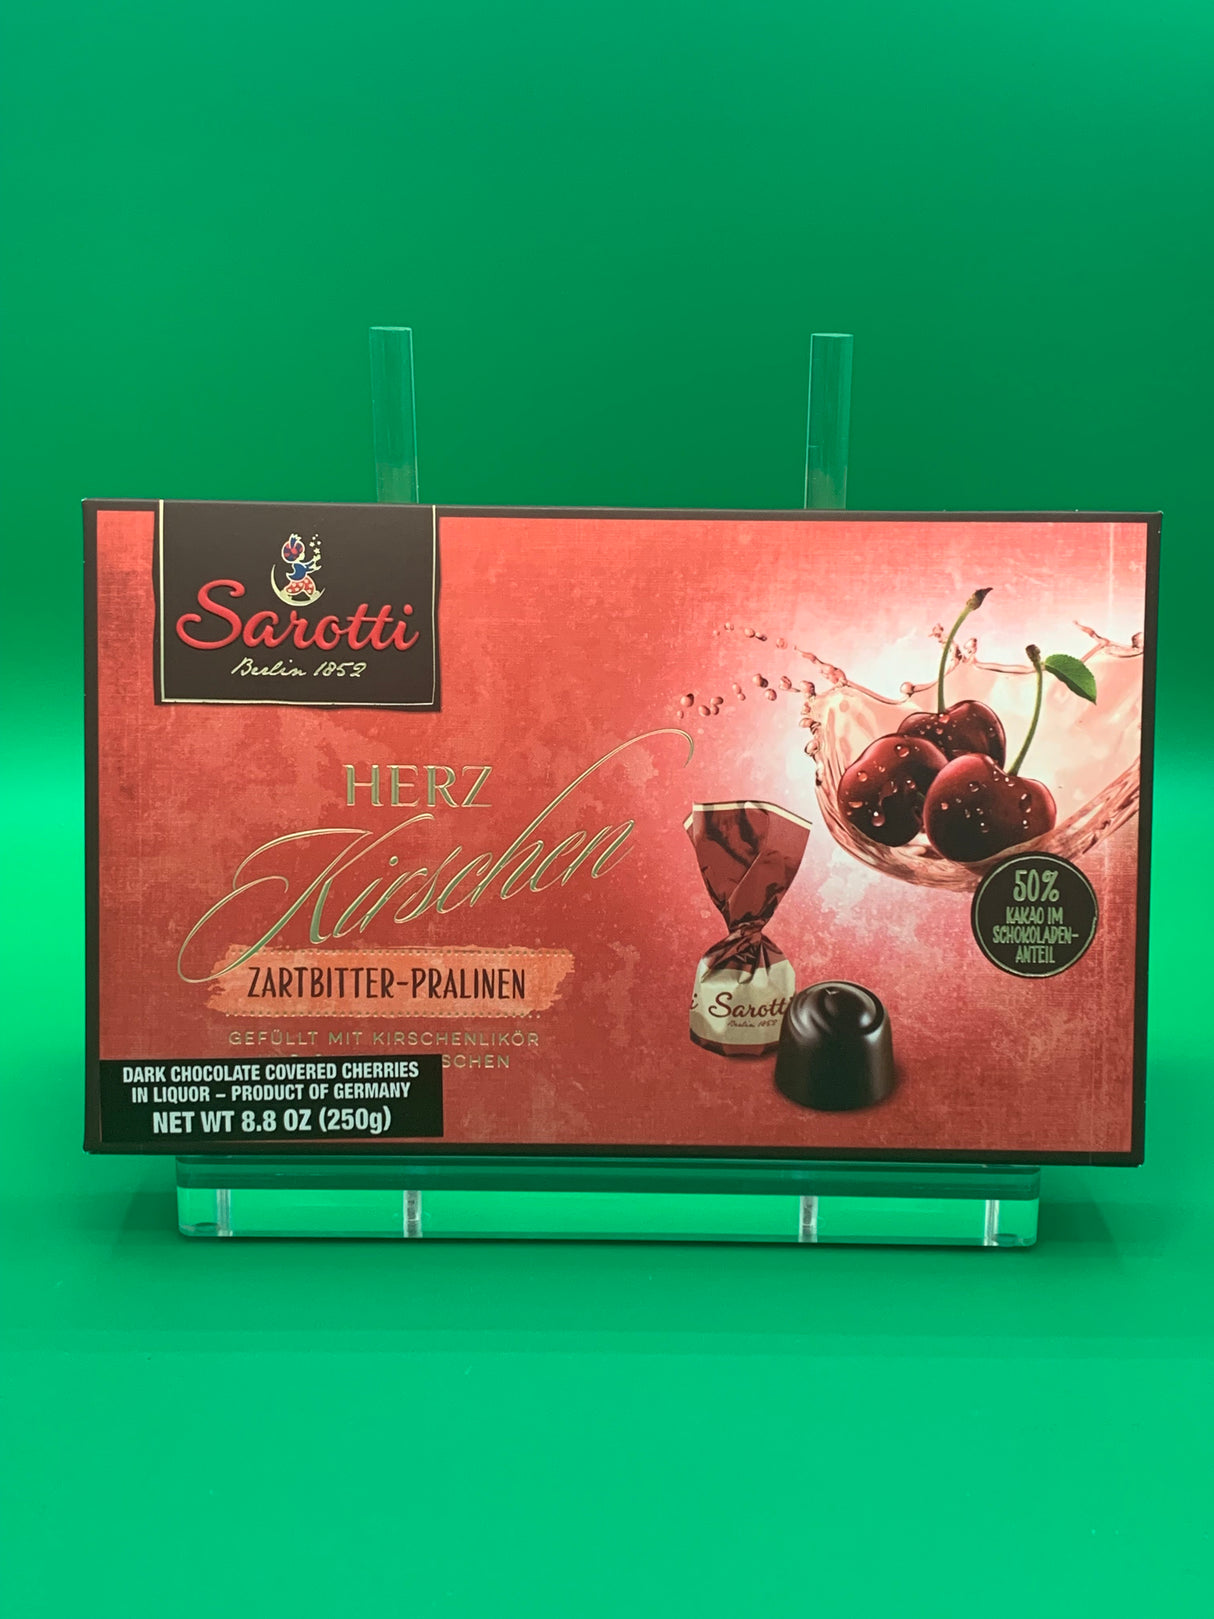 Sarotti
Berlin 1852
HERZ
Kirschen
ZARTBITTER-PRALINEN
GEFÜLLT MIT KIRSCHENLIKÖR
SCHEN
DARK CHOCOLATE COVERED CHERRIES
IN LIQUOR – PRODUCT OF GERMANY
NET WT 8.8 OZ (250g)
50%
KAKAO IM
SCHOKOLADEN-
ANTEIL
Sarotti
Berlin 1852